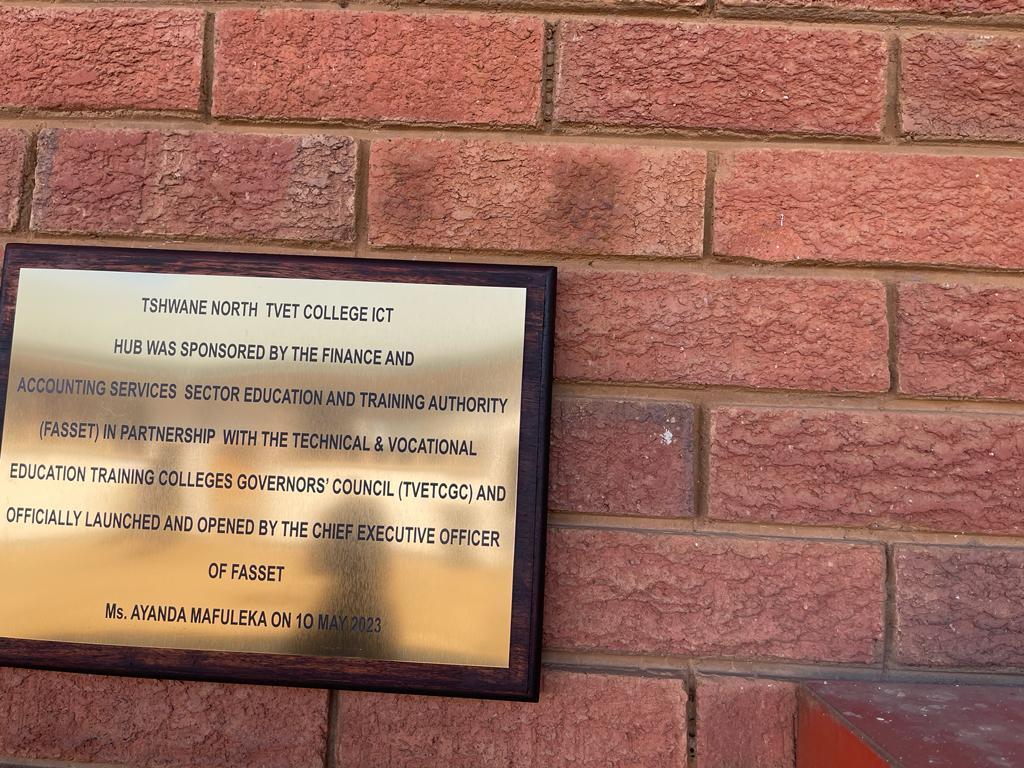 TSHWANE NORTH TVET COLLEGE ICT
HUB WAS SPONSORED BY THE FINANCE AND
ACCOUNTING SERVICES SECTOR EDUCATION AND TRAINING AUTHORITY
(FASSET) IN PARTNERSHIP WITH THE TECHNICAL & VOCATIONAL
EDUCATION TRAINING COLLEGES GOVERNORS' COUNCIL (TVETCGC) AND
OFFICIALLY LAUNCHED AND OPENED BY THE CHIEF EXECUTIVE OFFICER
OF FASSET
Ms. AYANDA MAFULEKA ON 1O MAY 2023